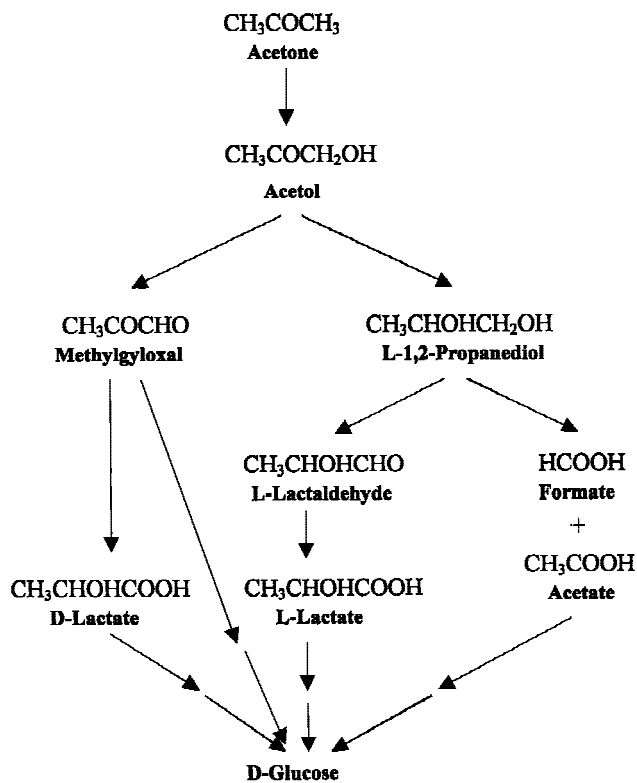 CH₃COCH₃
Acetone
CH₃COCH₂OH
Acetol
CH₃COCHO
Methylgyloxal
CH₃CHOHCH₂OH
L-1,2-Propanediol
CH₃CHOHCHO
L-Lactaldehyde
HCOOH
Formate
+
CH₃COOH
Acetate
CH₃CHOHCOOH
D-Lactate
CH₃CHOHCOOH
L-Lactate
D-Glucose